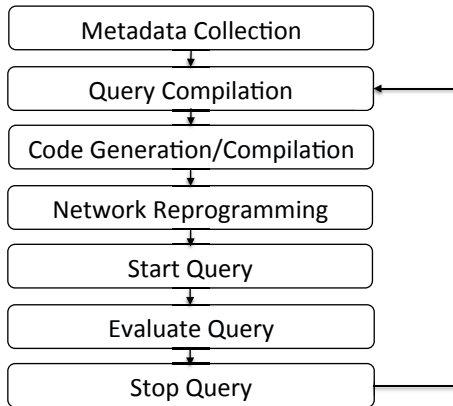 Metadata Collection
Query Compilation
Code Generation/Compilation
Network Reprogramming
Start Query
Evaluate Query
Stop Query